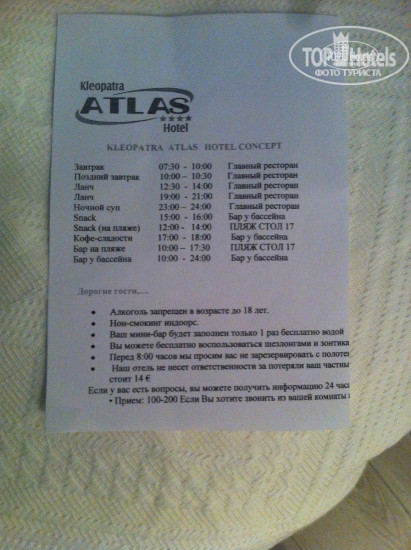 TOPHotels
ФОТО ТУРИСТА
Kleopatra
ATLAS
Hotel
KLEOPATRA ATLAS HOTEL CONCEPT
Завтрак 07:30 - 10:00 Главный ресторан
Поздний завтрак 10:00 – 10:30 Главный ресторан
Ланч 12:30 - 14:00 Главный ресторан
Ланч 19:00 - 21:00 Главный ресторан
Ночной суп 23:00 – 24:00 Главный ресторан
Snack 15:00 - 16:00 Бар у бассейна
Snack (на пляже) 12:00 - 14:00 ПЛЯЖ СТОЛ 17
Кофе-сладости 17:00 - 18:00 Бар у бассейна
Бар на пляже 10:00 – 17:30 ПЛЯЖ СТОЛ 17
Бар у бассейна 10:00 - 24:00 Бар у бассейна
Дорогие гости,....
• Алкоголь запрещен в возрасте до 18 лет.
• Нон-смокинг индоорс.
• Ваш мини-бар будет заполнен только 1 раз бесплатно водой
• Вы можете бесплатно воспользоваться шезлонгами и зонтика
• Перед 8:00 часов мы просим вас не зарезервировать с полотен
• Наш отель не несет ответственности за потеряли ваш частны
стоит 14 €
Если у вас есть вопросы, вы можете получить информацию 24 часа
• Прием: 100-200 Если Вы хотите звонить из вашей комнаты